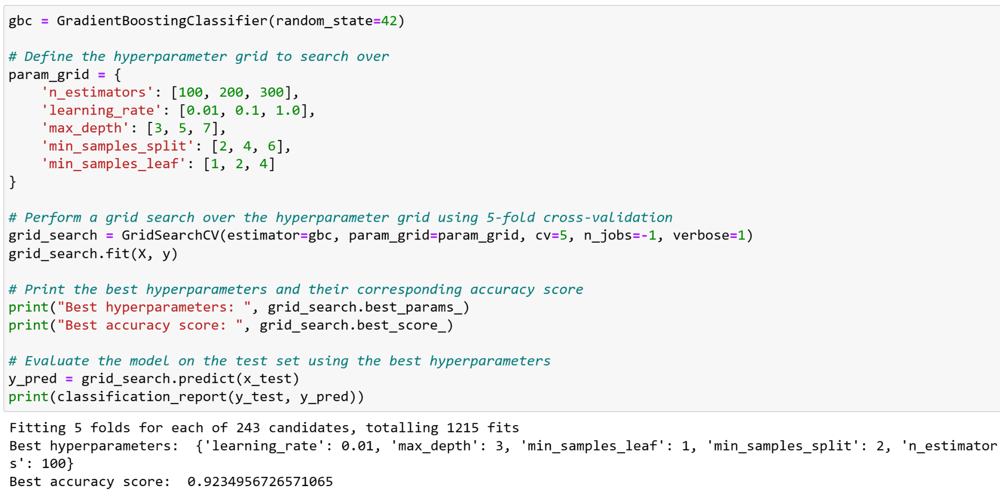 gbc = GradientBoostingClassifier(random_state=42)
# Define the hyperparameter grid to search over
param_grid = {
    'n_estimators': [100, 200, 300],
    'learning_rate': [0.01, 0.1, 1.0],
    'max_depth': [3, 5, 7],
    'min_samples_split': [2, 4, 6],
    'min_samples_leaf': [1, 2, 4]
}
# Perform a grid search over the hyperparameter grid using 5-fold cross-validation
grid_search = GridSearchCV(estimator=gbc, param_grid=param_grid, cv=5, n_jobs=-1, verbose=1)
grid_search.fit(X, y)
# Print the best hyperparameters and their corresponding accuracy score
print("Best hyperparameters: ", grid_search.best_params_)
print("Best accuracy score: ", grid_search.best_score_)
# Evaluate the model on the test set using the best hyperparameters
y_pred = grid_search.predict(x_test)
print(classification_report(y_test, y_pred))
Fitting 5 folds for each of 243 candidates, totalling 1215 fits
Best hyperparameters:  {'learning_rate': 0.01, 'max_depth': 3, 'min_samples_leaf': 1, 'min_samples_split': 2, 'n_estimator
s': 100}
Best accuracy score:  0.9234956726571065